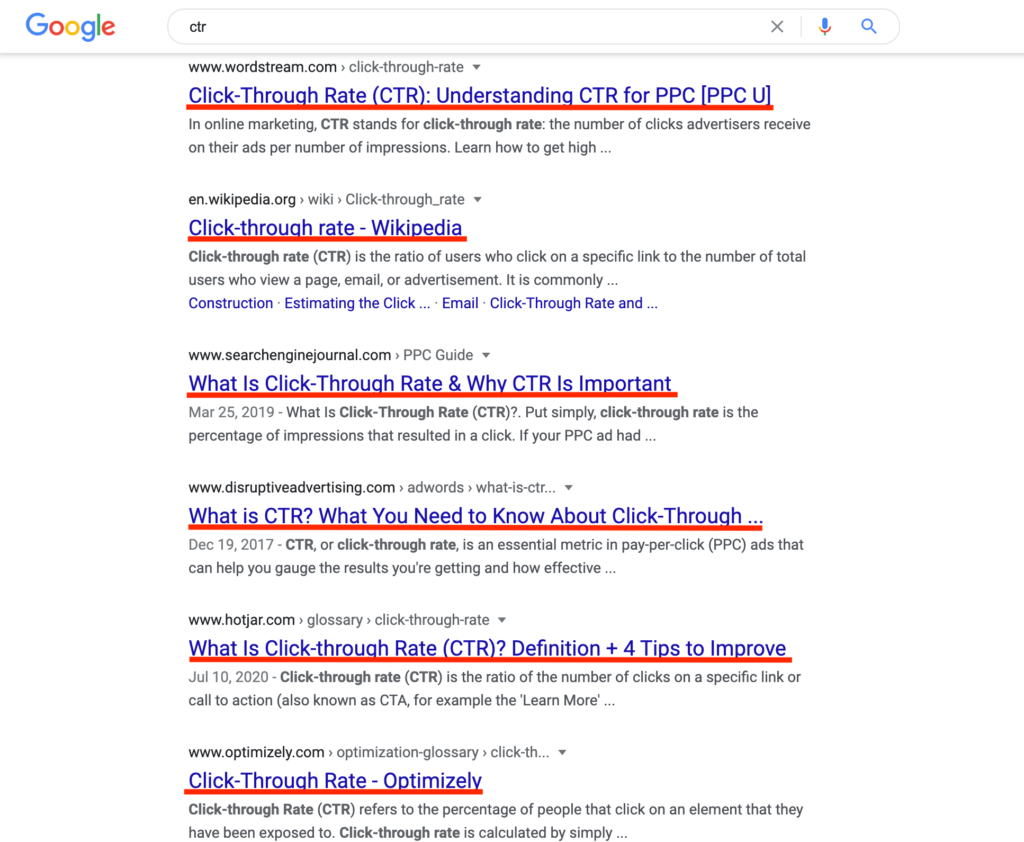 Google
ctr
www.wordstream.com › click-through-rate
Click-Through Rate (CTR): Understanding CTR for PPC [PPC U]
In online marketing, CTR stands for click-through rate: the number of clicks advertisers receive
on their ads per number of impressions. Learn how to get high ...
en.wikipedia.org › wiki › Click-through_rate
Click-through rate - Wikipedia
Click-through rate (CTR) is the ratio of users who click on a specific link to the number of total
users who view a page, email, or advertisement. It is commonly ...
Construction · Estimating the Click ... · Email · Click-Through Rate and ...
www.searchenginejournal.com › PPC Guide
What Is Click-Through Rate & Why CTR Is Important
Mar 25, 2019 - What Is Click-Through Rate (CTR)?. Put simply, click-through rate is the
percentage of impressions that resulted in a click. If your PPC ad had ...
www.disruptiveadvertising.com › adwords › what-is-ctr...
What is CTR? What You Need to Know About Click-Through ...
Dec 19, 2017 - CTR, or click-through rate, is an essential metric in pay-per-click (PPC) ads that
can help you gauge the results you're getting and how effective ...
www.hotjar.com › glossary › click-through-rate
What Is Click-through Rate (CTR)? Definition + 4 Tips to Improve
Jul 10, 2020 - Click-through rate (CTR) is the ratio of the number of clicks on a specific link or
call to action (also known as CTA, for example the 'Learn More' ...
www.optimizely.com › optimization-glossary › click-th...
Click-Through Rate - Optimizely
Click-through Rate (CTR) refers to the percentage of people that click on an element that they
have been exposed to. Click-through rate is calculated by simply ...